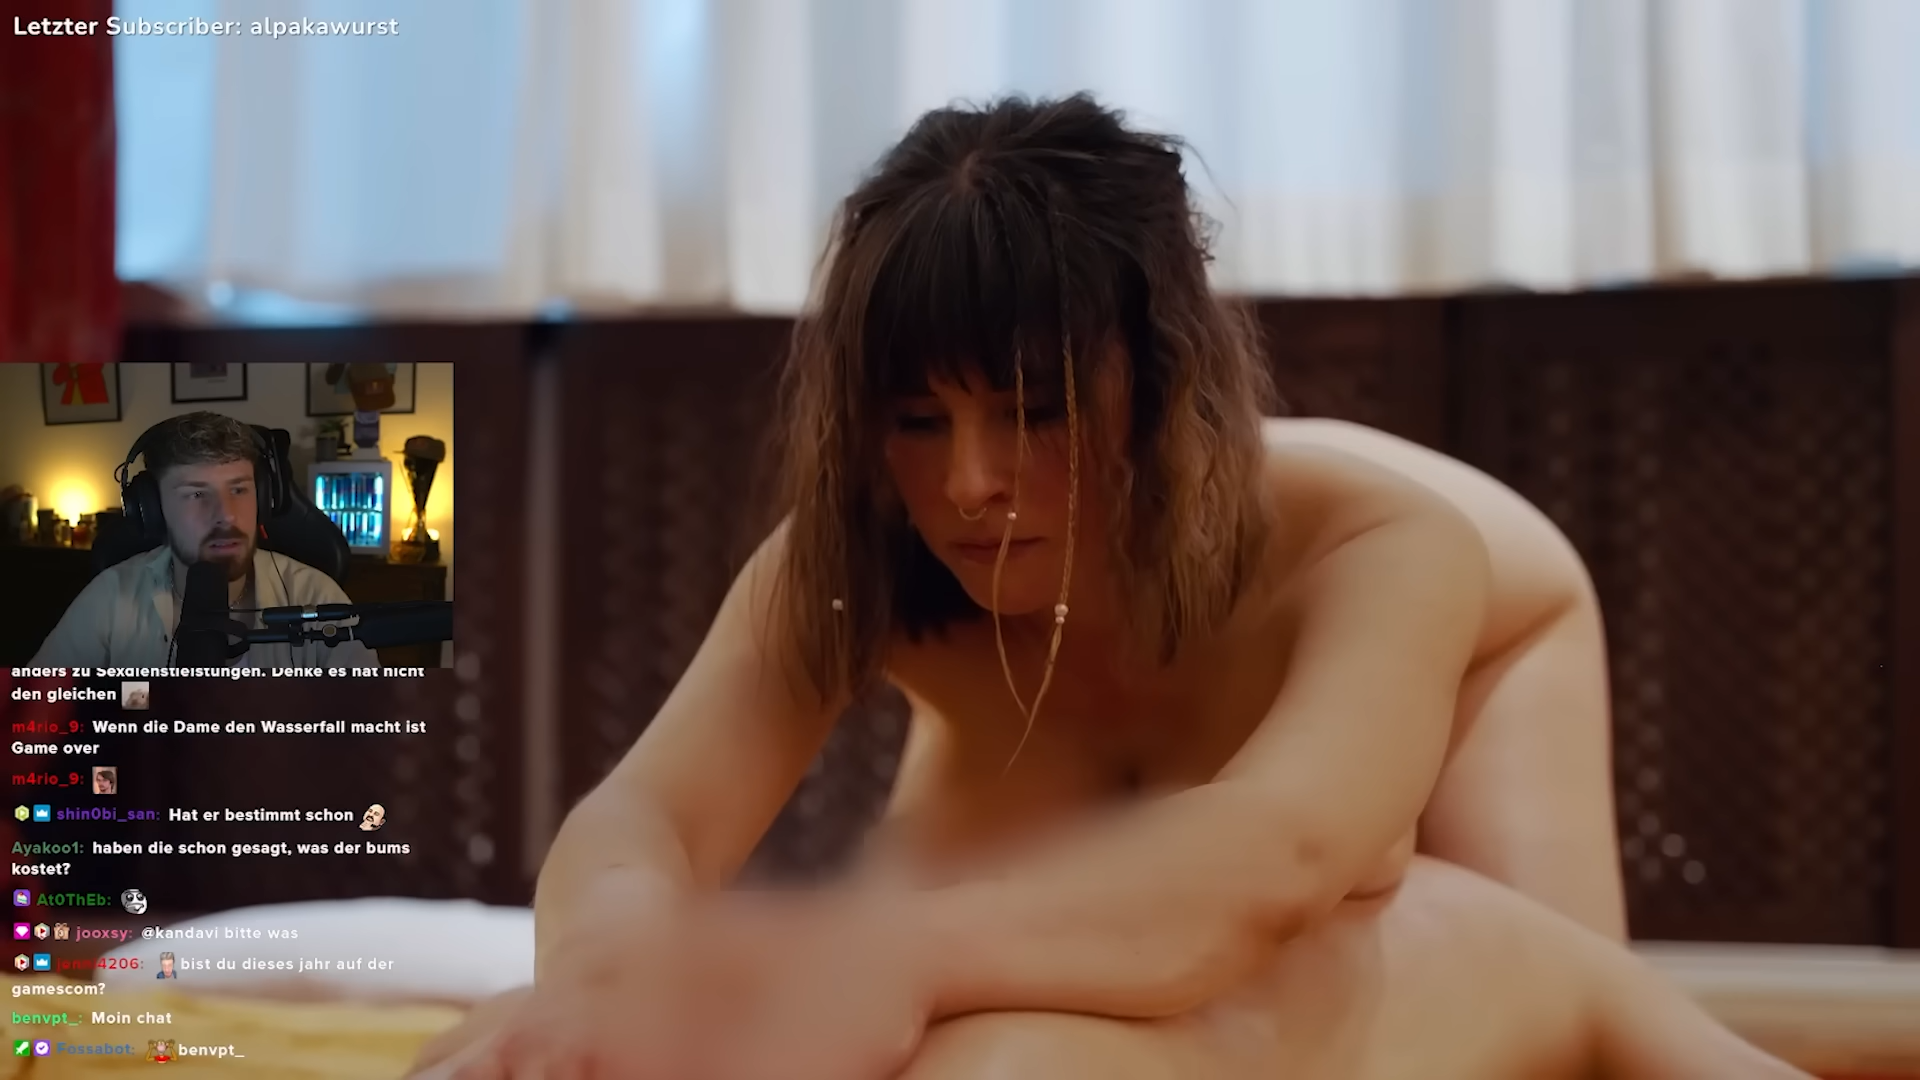 Letzter Subscriber: alpakawurst
anders zu Sexdienstleistungen. Denke es hat nicht
den gleichen
m4rio_9: Wenn die Dame den Wasserfall macht ist
Game over
m4rio_9:
shin0bi_san: Hat er bestimmt schon
Ayakoo1: haben die schon gesagt, was der bums
kostet?
At0ThEb:
jooxsy: @kandavi bitte was
bist du dieses jahr auf der
gamescom?
benvpt_: Moin chat
Fossabot: benvpt_